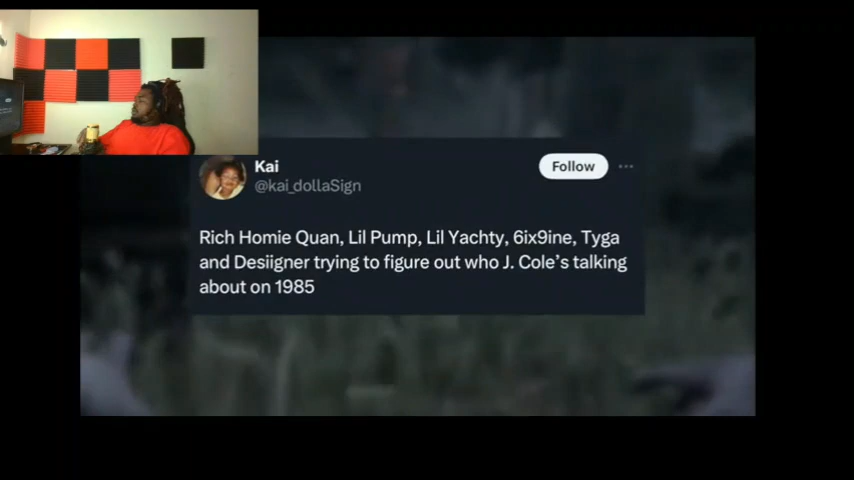 Kai
@kai_dollaSign
Follow
Rich Homie Quan, Lil Pump, Lil Yachty, 6ix9ine, Tyga
and Desiigner trying to figure out who J. Cole's talking
about on 1985